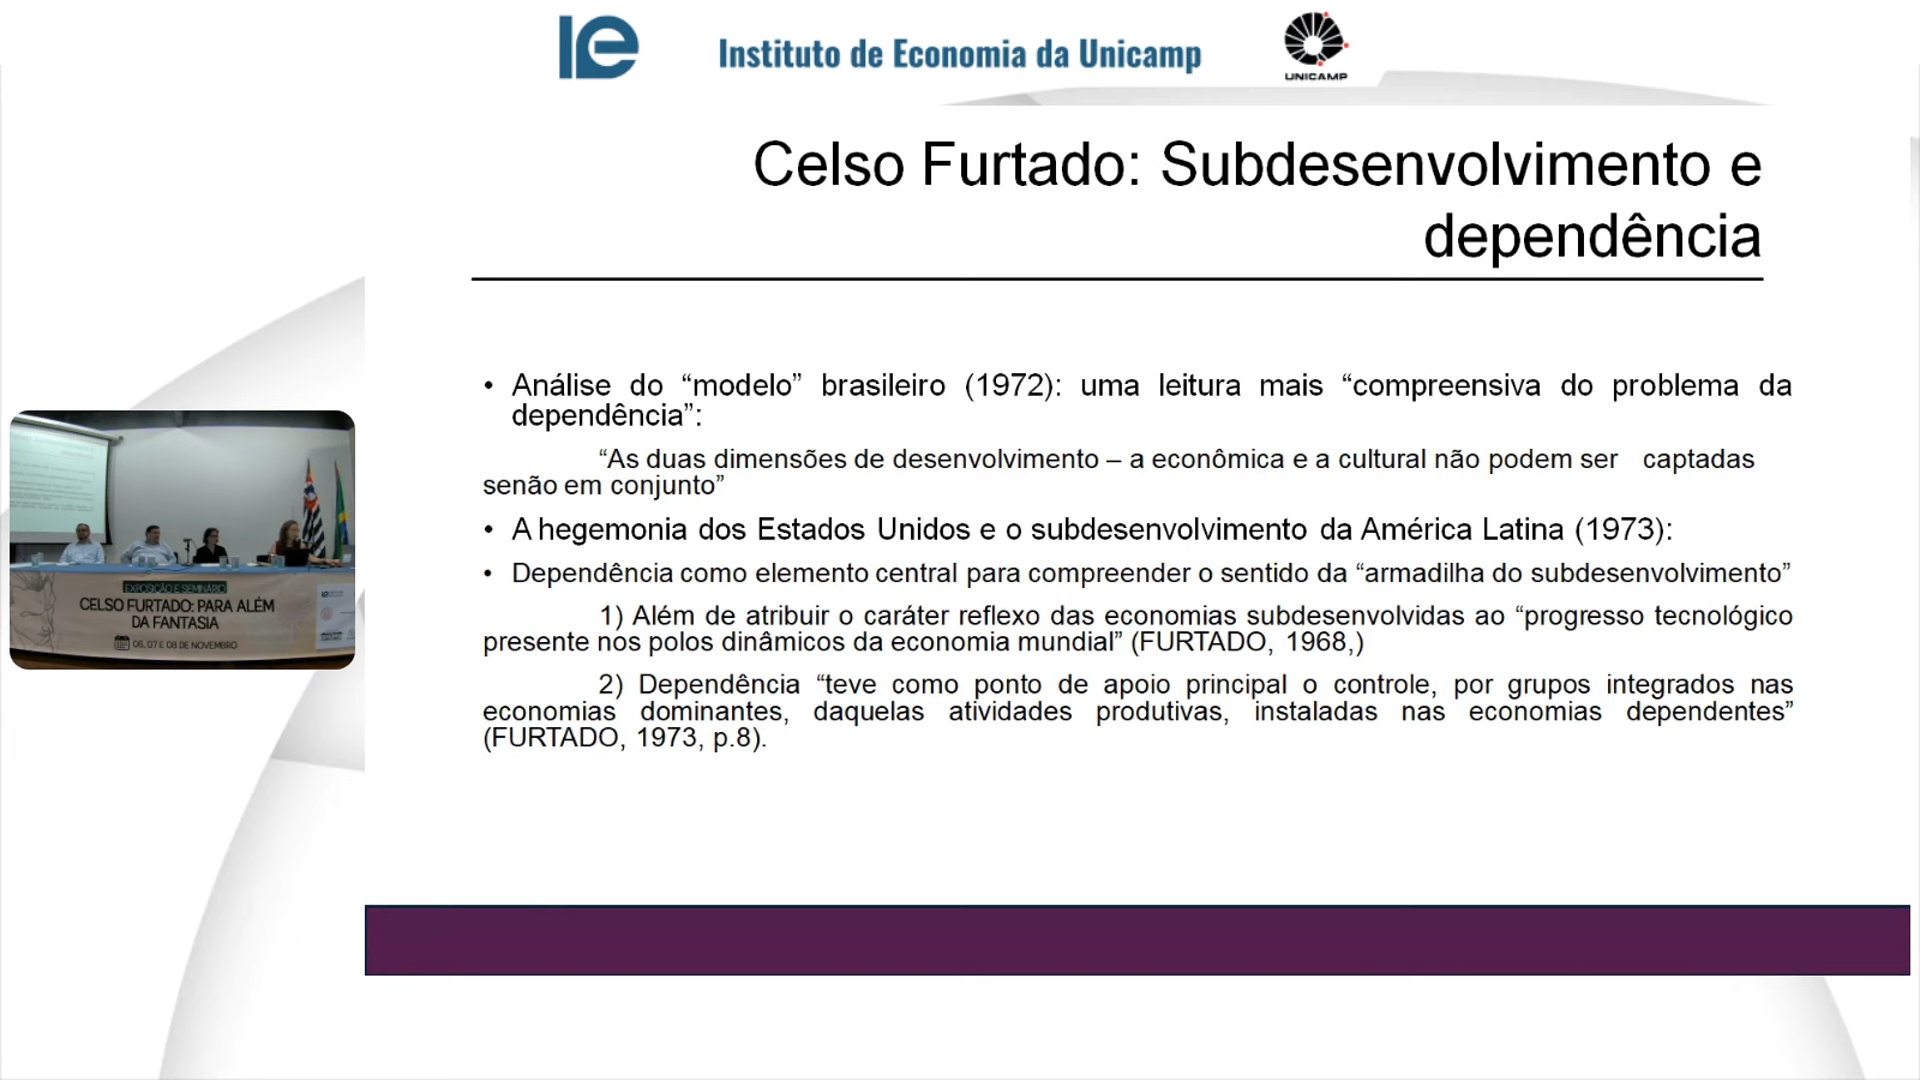 Instituto de Economia da Unicamp
UNICAMP
Celso Furtado: Subdesenvolvimento e
dependência
• Análise do “modelo” brasileiro (1972): uma leitura mais “compreensiva do problema da
dependência”:
“As duas dimensões de desenvolvimento – a econômica e a cultural não podem ser captadas
senão em conjunto”
• A hegemonia dos Estados Unidos e o subdesenvolvimento da América Latina (1973):
• Dependência como elemento central para compreender o sentido da “armadilha do subdesenvolvimento”
1) Além de atribuir o caráter reflexo das economias subdesenvolvidas ao “progresso tecnológico
presente nos polos dinâmicos da economia mundial” (FURTADO, 1968,)
2) Dependência “teve como ponto de apoio principal o controle, por grupos integrados nas
economias dominantes, daquelas atividades produtivas, instaladas nas economias dependentes”
(FURTADO, 1973, p.8).
EXPOSIÇÃO E SEMINÁRIO
CELSO FURTADO: PARA ALÉM
DA FANTASIA
06, 07 E 08 DE NOVEMBRO